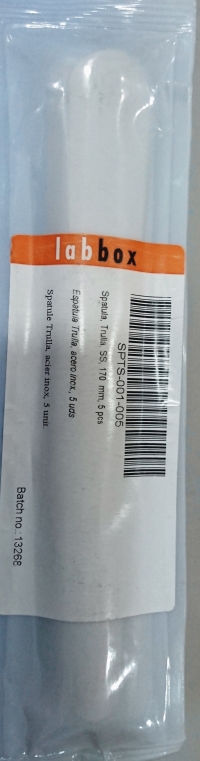 labbox
SPTS-001-005
Spatula, Trulla, SS, 170 mm, 5 pcs
Espátula Trulla, acero inox, 5 uds
Spatule Trulla, acier inox, 5 unit
Batch no.: 13268